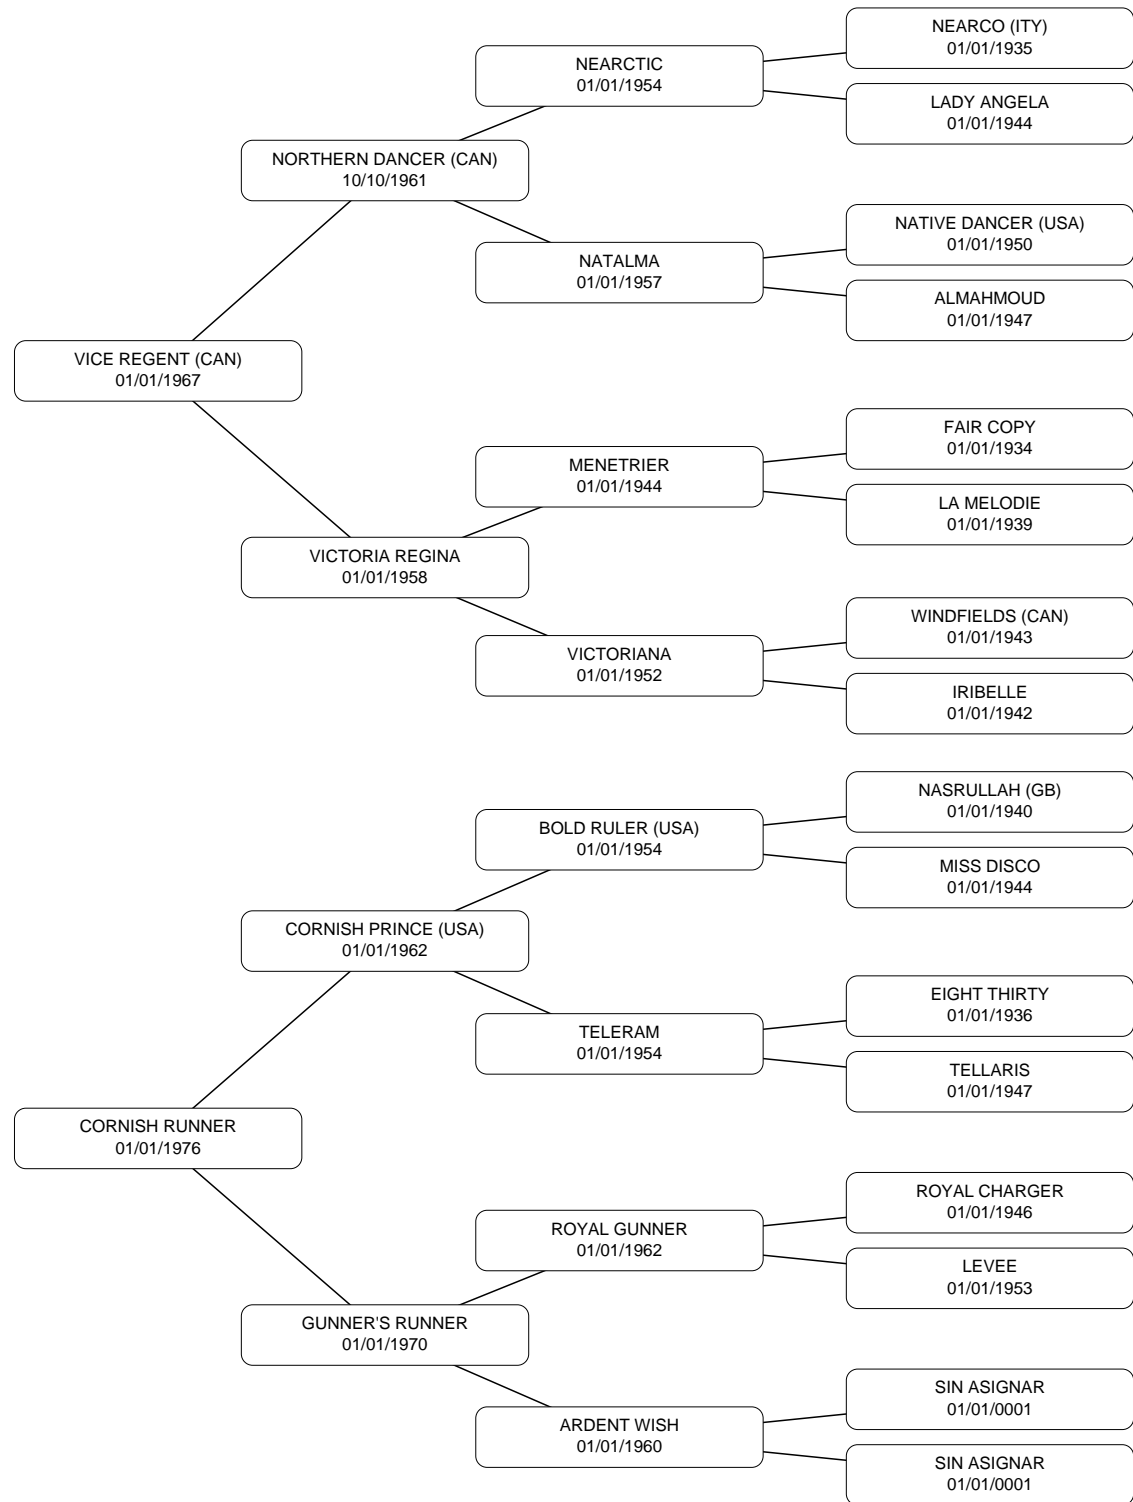 NEARCO (ITY)
01/01/1935
NEARCTIC
01/01/1954
LADY ANGELA
01/01/1944
NORTHERN DANCER (CAN)
10/10/1961
NATIVE DANCER (USA)
01/01/1950
NATALMA
01/01/1957
ALMAHMOUD
01/01/1947
VICE REGENT (CAN)
01/01/1967
FAIR COPY
01/01/1934
MENETRIER
01/01/1944
LA MELODIE
01/01/1939
VICTORIA REGINA
01/01/1958
WINDFIELDS (CAN)
01/01/1943
VICTORIANA
01/01/1952
IRIBELLE
01/01/1942
NASRULLAH (GB)
01/01/1940
BOLD RULER (USA)
01/01/1954
MISS DISCO
01/01/1944
CORNISH PRINCE (USA)
01/01/1962
EIGHT THIRTY
01/01/1936
TELERAM
01/01/1954
TELLARIS
01/01/1947
CORNISH RUNNER
01/01/1976
ROYAL CHARGER
01/01/1946
ROYAL GUNNER
01/01/1962
LEVEE
01/01/1953
GUNNER'S RUNNER
01/01/1970
SIN ASIGNAR
01/01/0001
ARDENT WISH
01/01/1960
SIN ASIGNAR
01/01/0001